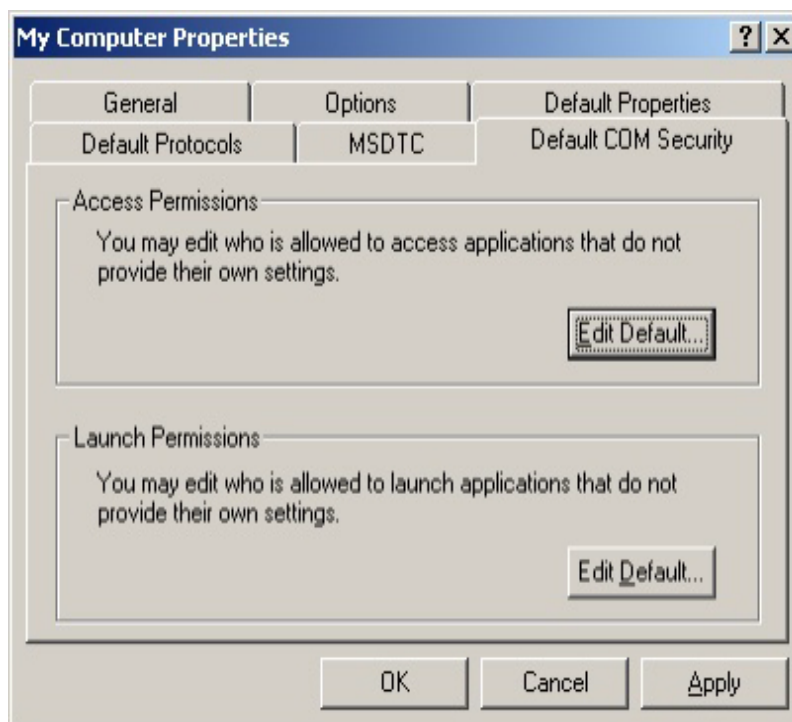 My Computer Properties
? X
General Options Default Properties
Default Protocols MSDTC Default COM Security
Access Permissions
You may edit who is allowed to access applications that do not
provide their own settings.
Edit Default...
Launch Permissions
You may edit who is allowed to launch applications that do not
provide their own settings.
Edit Default...
OK Cancel Apply